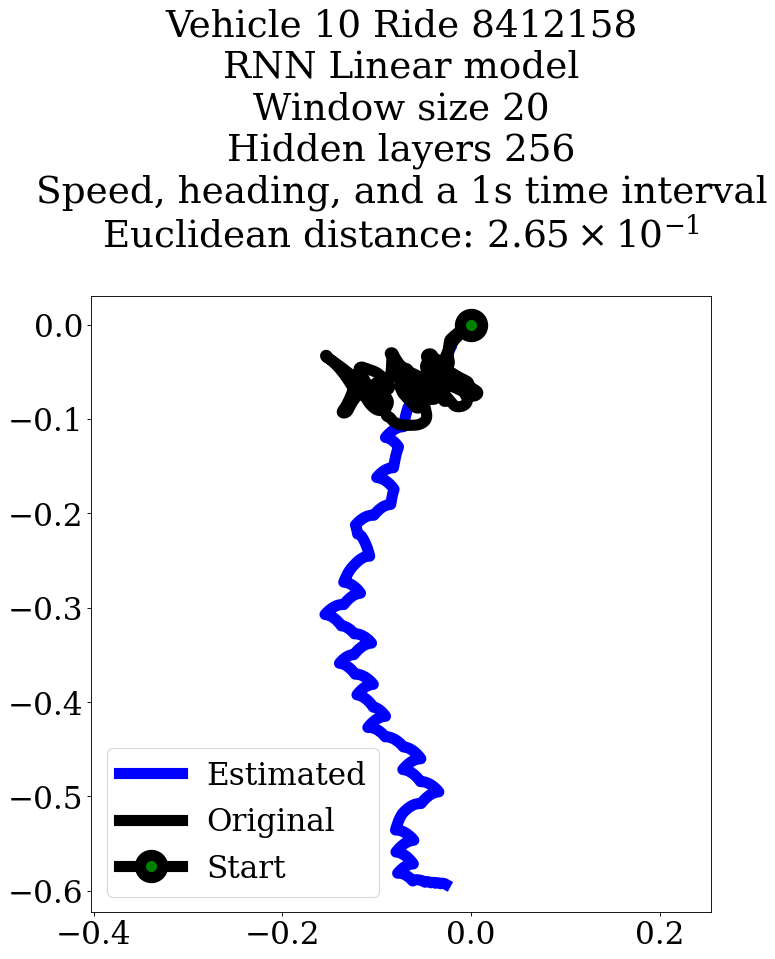 Vehicle 10 Ride 8412158
RNN Linear model
Window size 20
Hidden layers 256
Speed, heading, and a 1s time interval
Euclidean distance: 2.65 × 10⁻¹
0.0
−0.1
−0.2
−0.3
−0.4
−0.5
−0.6
Estimated
Original
Start
−0.4 −0.2 0.0 0.2